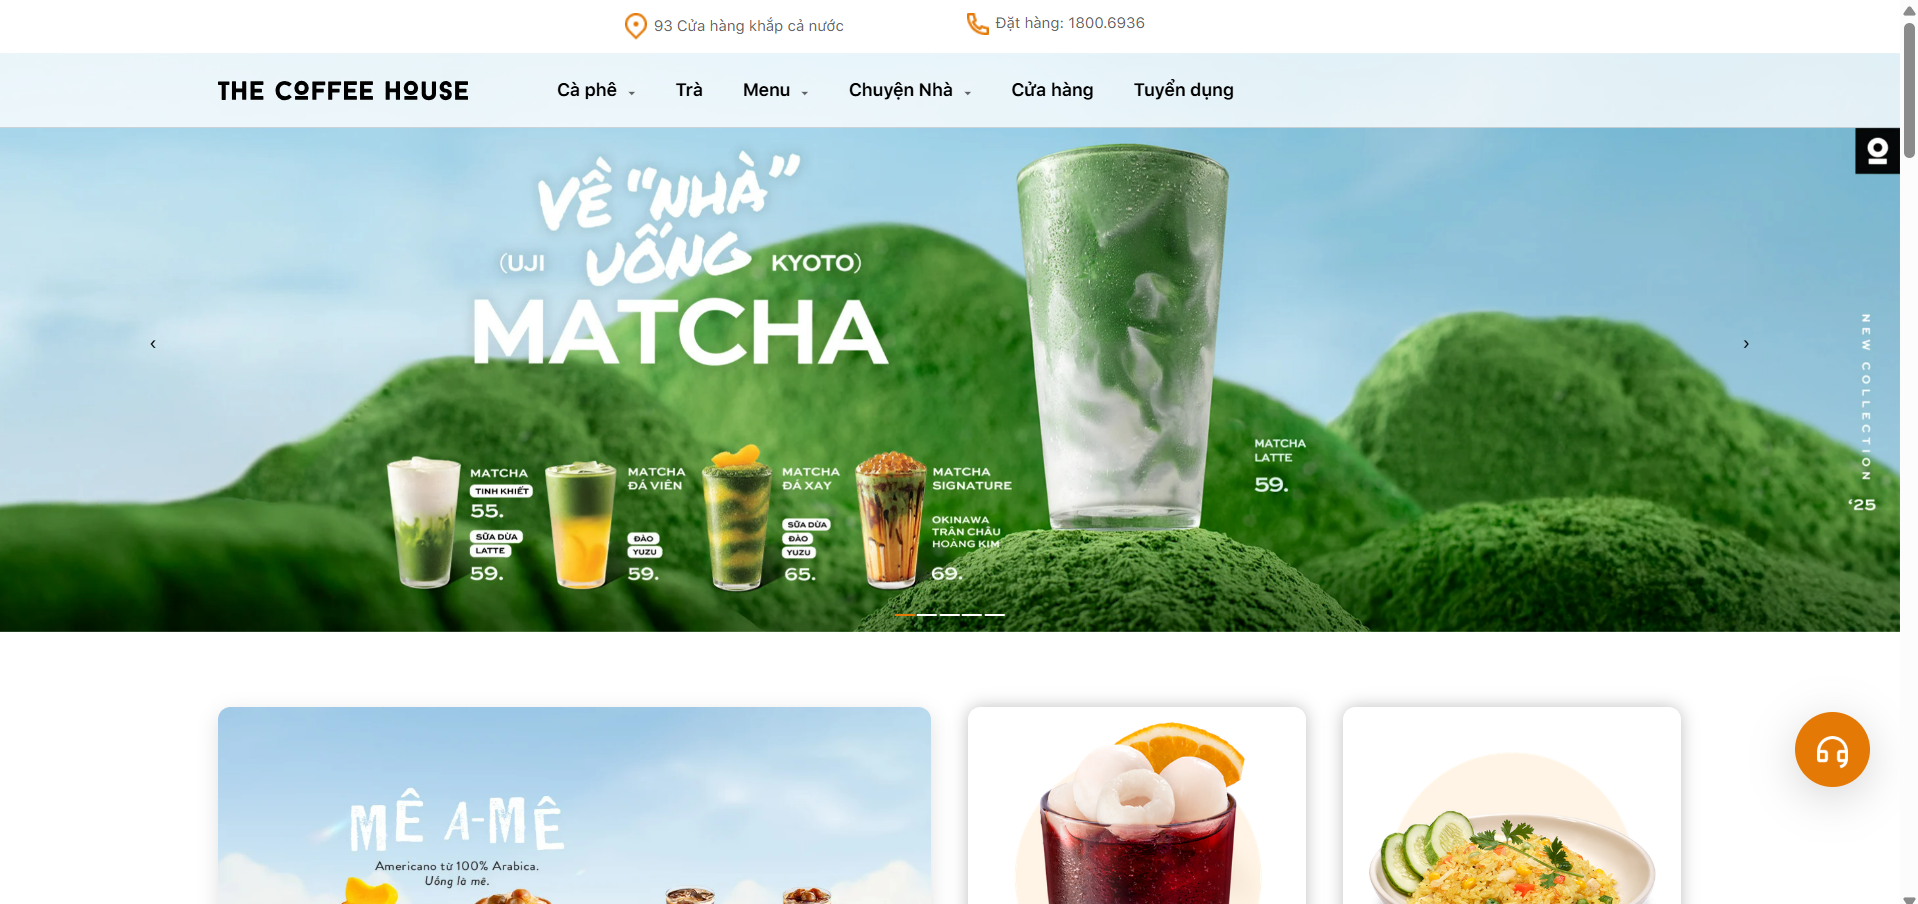 93 Cửa hàng khắp cả nước
Đặt hàng: 1800.6936
THE COFFEE HOUSE
Cà phê
Trà
Menu
Chuyện Nhà
Cửa hàng
Tuyển dụng
VỀ “NHÀ”
UỐNG
(UJI KYOTO)
MATCHA
MATCHA
TINH KHIẾT
55.
SỮA DỪA
LATTE
59.
MATCHA
ĐÁ VIÊN
ĐÀO
YUZU
59.
MATCHA
ĐÁ XAY
SỮA DỪA
ĐÀO
YUZU
65.
MATCHA
SIGNATURE
OKINAWA
TRÂN CHÂU
HOÀNG KIM
69.
MATCHA
LATTE
59.
NEW COLLECTION
‘25
MÊ A-MÊ
Americano từ 100% Arabica.
Uống là mê.